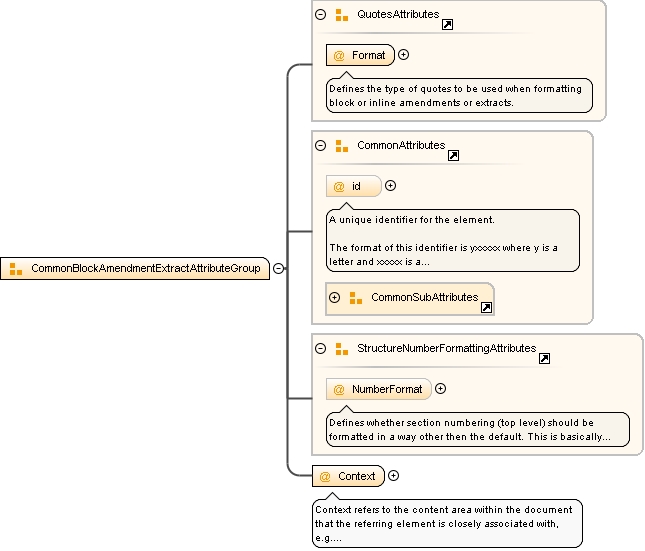 QuotesAttributes
@ Format
Defines the type of quotes to be used when formatting
block or inline amendments or extracts.
CommonAttributes
@ id
A unique identifier for the element.
The format of this identifier is yxxxxx where y is a
letter and xxxxx is a...
CommonSubAttributes
CommonBlockAmendmentExtractAttributeGroup
StructureNumberFormattingAttributes
@ NumberFormat
Defines whether section numbering (top level) should be
formatted in a way other then the default. This is basically...
@ Context
Context refers to the content area within the document
that the referring element is closely associated with,
e.g....